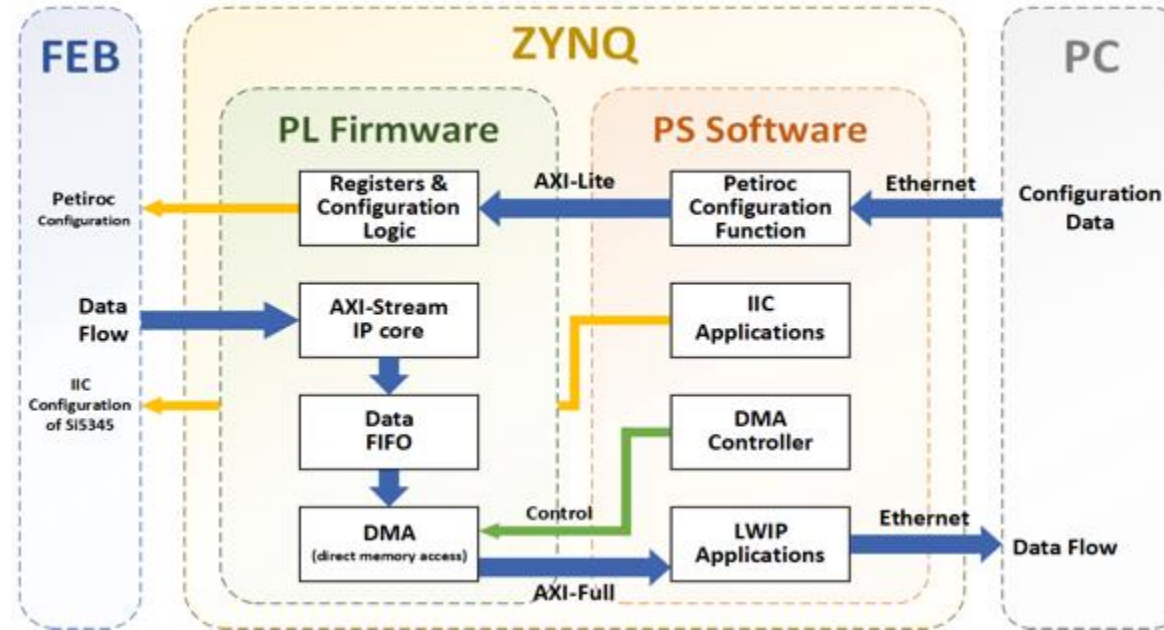 FEB
ZYNQ
PC
PL Firmware
PS Software
Petiroc
Configuration
Registers &
Configuration
Logic
AXI-Lite
Petiroc
Configuration
Function
Ethernet
Configuration
Data
Data
Flow
AXI-Stream
IP core
IIC
Applications
IIC
Configuration
of Si5345
Data
FIFO
DMA
Controller
DMA
(direct memory access)
Control
AXI-Full
LWIP
Applications
Ethernet
Data Flow